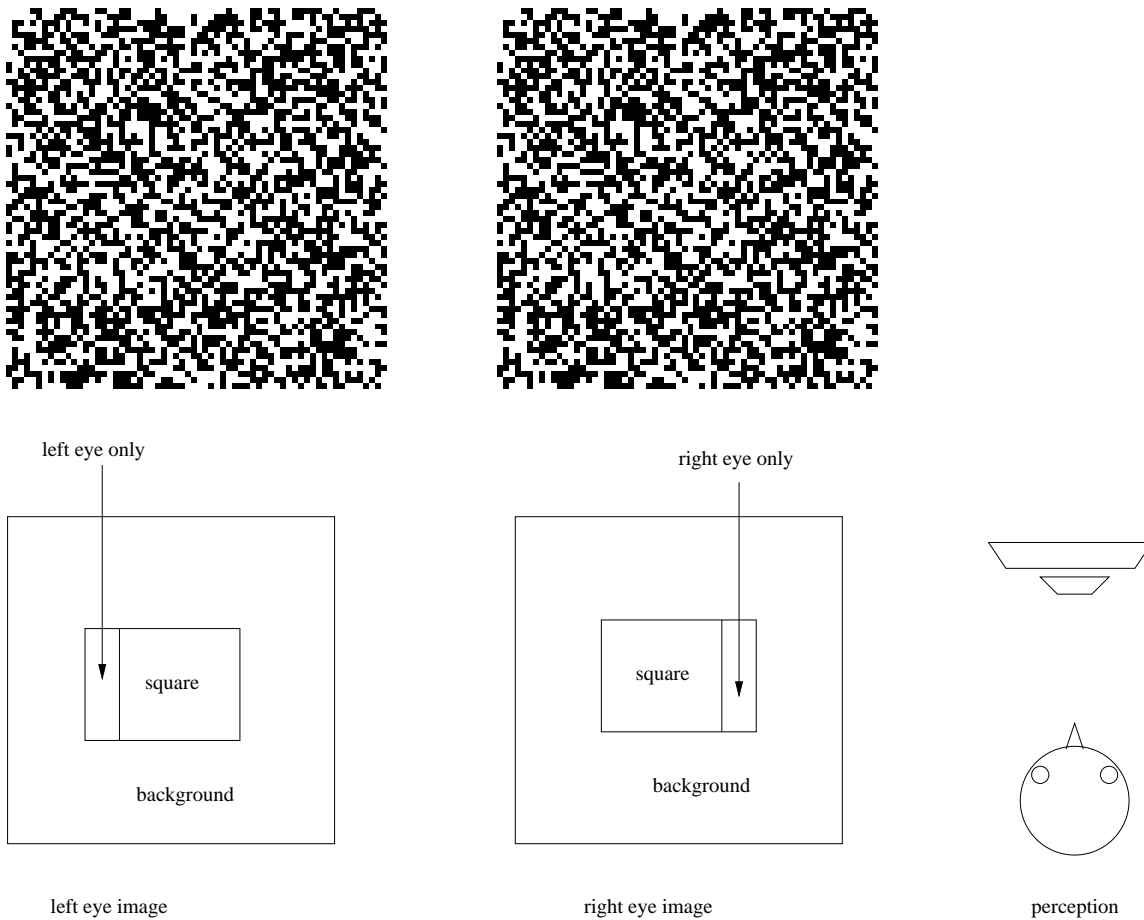 left eye only
right eye only
square
square
background
background
left eye image
right eye image
perception